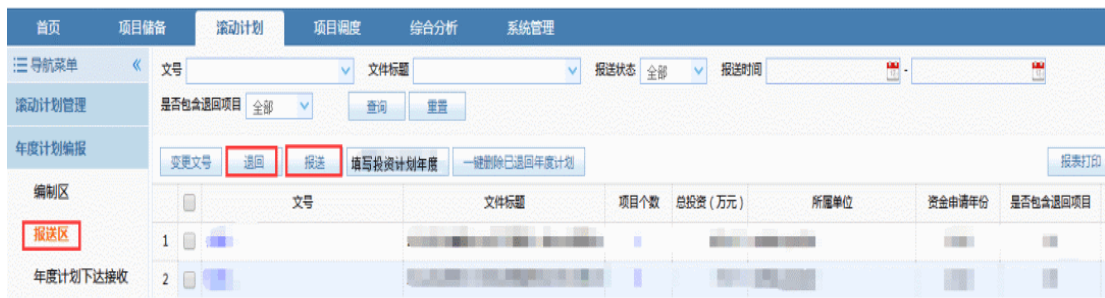 首页 项目储备 滚动计划 项目调度 综合分析 系统管理
导航菜单 《 文号 文件标题 报送状态 全部 报送时间 -
滚动计划管理 是否包含退回项目 全部 查询 重置
年度计划编报 变更文号 退回 报送 填写投资计划年度 一键删除已退回年度计划 报表打印
编制区 文号 文件标题 项目个数 总投资（万元） 所属单位 资金申请年份 是否包含退回项目
报送区 1
年度计划下达接收 2